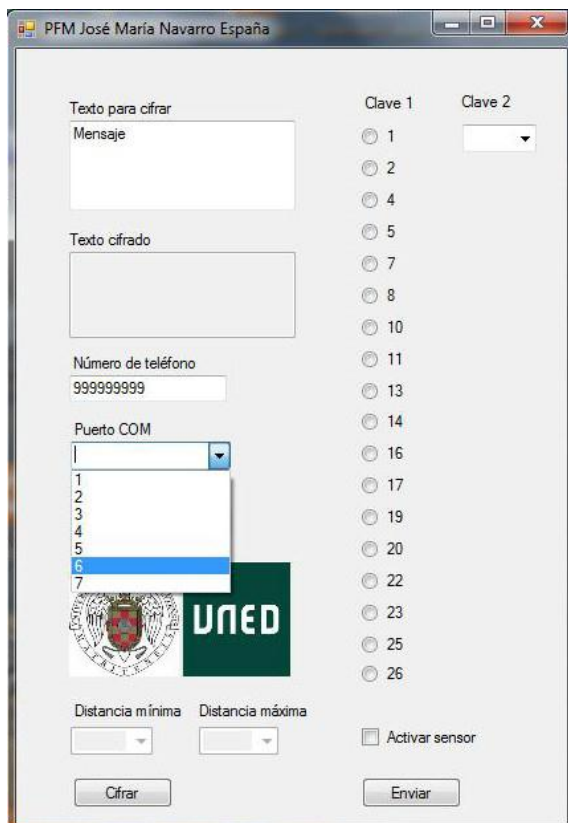 PFM José María Navarro España
Texto para cifrar
Mensaje
Texto cifrado
Número de teléfono
999999999
Puerto COM
1
2
3
4
5
6
7
UNED
Distancia mínima
Distancia máxima
Cifrar
Clave 1
1
2
4
5
7
8
10
11
13
14
16
17
19
20
22
23
25
26
Clave 2
Activar sensor
Enviar